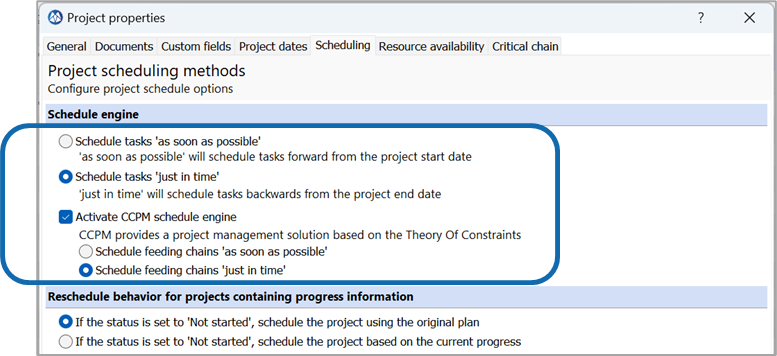 Project properties
General Documents Custom fields Project dates Scheduling Resource availability Critical chain
Project scheduling methods
Configure project schedule options
Schedule engine
Schedule tasks 'as soon as possible'
'as soon as possible' will schedule tasks forward from the project start date
Schedule tasks 'just in time'
'just in time' will schedule tasks backwards from the project end date
Activate CCPM schedule engine
CCPM provides a project management solution based on the Theory Of Constraints
Schedule feeding chains 'as soon as possible'
Schedule feeding chains 'just in time'
Reschedule behavior for projects containing progress information
If the status is set to 'Not started', schedule the project using the original plan
If the status is set to 'Not started', schedule the project based on the current progress